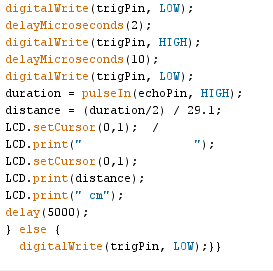 digitalWrite(trigPin, LOW);
delayMicroseconds(2);
digitalWrite(trigPin, HIGH);
delayMicroseconds(10);
digitalWrite(trigPin, LOW);
duration = pulseIn(echoPin, HIGH);
distance = (duration/2) / 29.1;
LCD.setCursor(0,1);  /
LCD.print("                ");
LCD.setCursor(0,1);
LCD.print(distance);
LCD.print(" cm");
delay(5000);
} else {
  digitalWrite(trigPin, LOW);}}